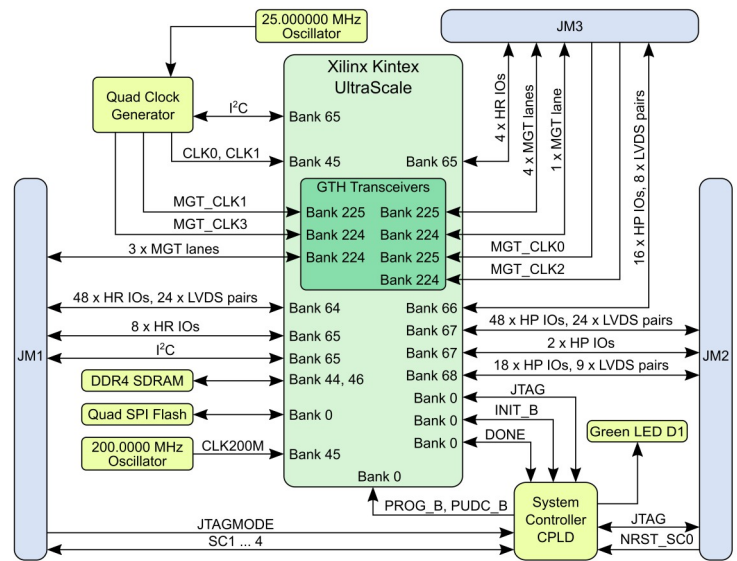 25.000000 MHz
Oscillator
JM3
Xilinx Kintex
UltraScale
Quad Clock
Generator
I²C
Bank 65
4 x HR IOs
4 x MGT lanes
1 x MGT lane
16 x HP IOs, 8 x LVDS pairs
CLK0, CLK1
Bank 45
Bank 65
GTH Transceivers
MGT_CLK1
Bank 225
Bank 225
MGT_CLK3
Bank 224
Bank 224
3 x MGT lanes
Bank 224
Bank 225
MGT_CLK0
Bank 224
MGT_CLK2
48 x HR IOs, 24 x LVDS pairs
Bank 64
Bank 66
8 x HR IOs
Bank 65
Bank 67
48 x HP IOs, 24 x LVDS pairs
JM1
I²C
Bank 65
Bank 67
2 x HP IOs
JM2
DDR4 SDRAM
Bank 44, 46
Bank 68
18 x HP IOs, 9 x LVDS pairs
Bank 0
JTAG
Quad SPI Flash
Bank 0
Bank 0
INIT_B
Bank 0
DONE
Green LED D1
200.0000 MHz
Oscillator
CLK200M
Bank 45
Bank 0
PROG_B, PUDC_B
System
Controller
CPLD
JTAGMODE
SC1 ... 4
JTAG
NRST_SC0